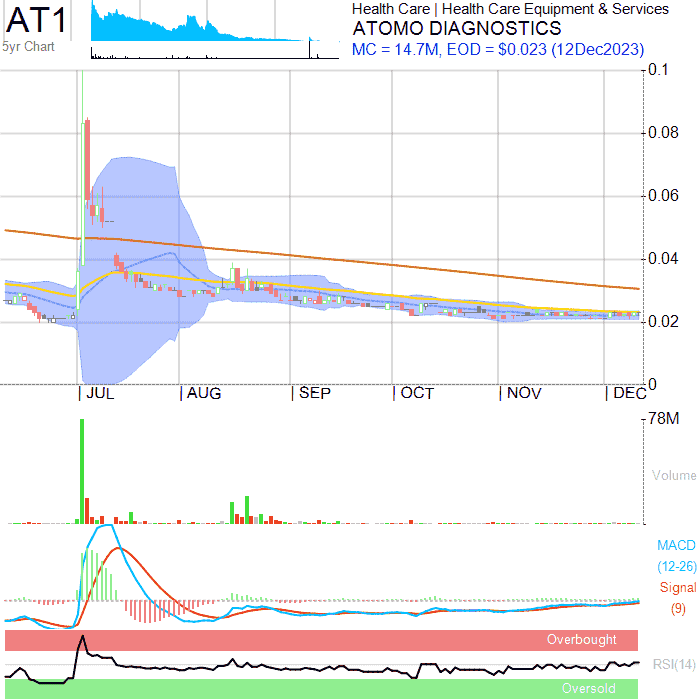 AT1
5yr Chart
Health Care | Health Care Equipment & Services
ATOMO DIAGNOSTICS
MC = 14.7M, EOD = $0.023 (12Dec2023)
0.1
0.08
0.06
0.04
0.02
0
| JUL | AUG | SEP | OCT | NOV | DEC
78M
Volume
MACD
(12-26)
Signal
(9)
Overbought
RSI(14)
Oversold